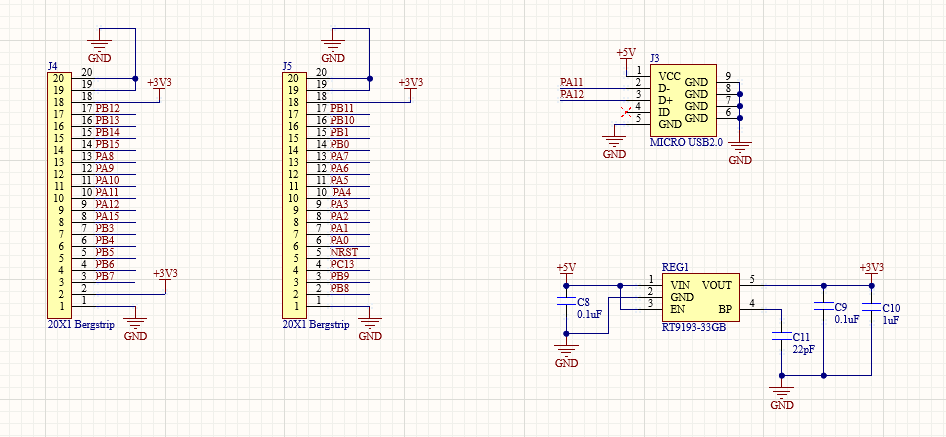 GND
J4
20 20
19 19
+3V3
18 18
17 17 PB12
16 16 PB13
15 15 PB14
14 14 PB15
13 13 PA8
12 12 PA9
11 11 PA10
10 10 PA11
9 9 PA12
8 8 PA15
7 7 PB3
6 6 PB4
5 5 PB5
4 4 PB6
3 3 PB7
+3V3
2 2
1 1
20X1 Bergstrip
GND
GND
J5
20 20
19 19
+3V3
18 18
17 17 PB11
16 16 PB10
15 15 PB1
14 14 PB0
13 13 PA7
12 12 PA6
11 11 PA5
10 10 PA4
9 9 PA3
8 8 PA2
7 7 PA1
6 6 PA0
5 5 NRST
4 4 PC13
3 3 PB9
2 2 PB8
1 1
20X1 Bergstrip
GND
+5V
J3
1 VCC GND 9
PA11 2 D- GND 8
PA12 3 D+ GND 7
4 ID GND 6
5 GND
MICRO USB2.0
GND
GND
+5V
REG1
+3V3
1 VIN VOUT 5
2 GND
3 EN BP 4
RT9193-33GB
C8
0.1uF
GND
C9
0.1uF
C10
1uF
C11
22pF
GND